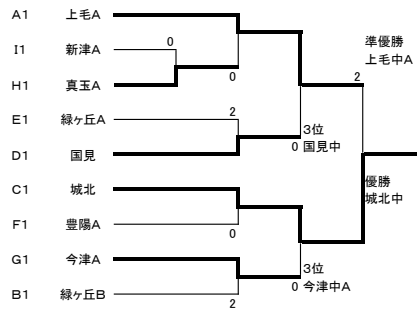 A1 上毛A
I1 新津A 0
H1 真玉A 0
E1 緑ヶ丘A 2
D1 国見
3位
0 国見中
C1 城北
F1 豊陽A 0
G1 今津A
3位
0 今津中A
B1 緑ヶ丘B 2
準優勝
上毛中A
2
優勝
城北中